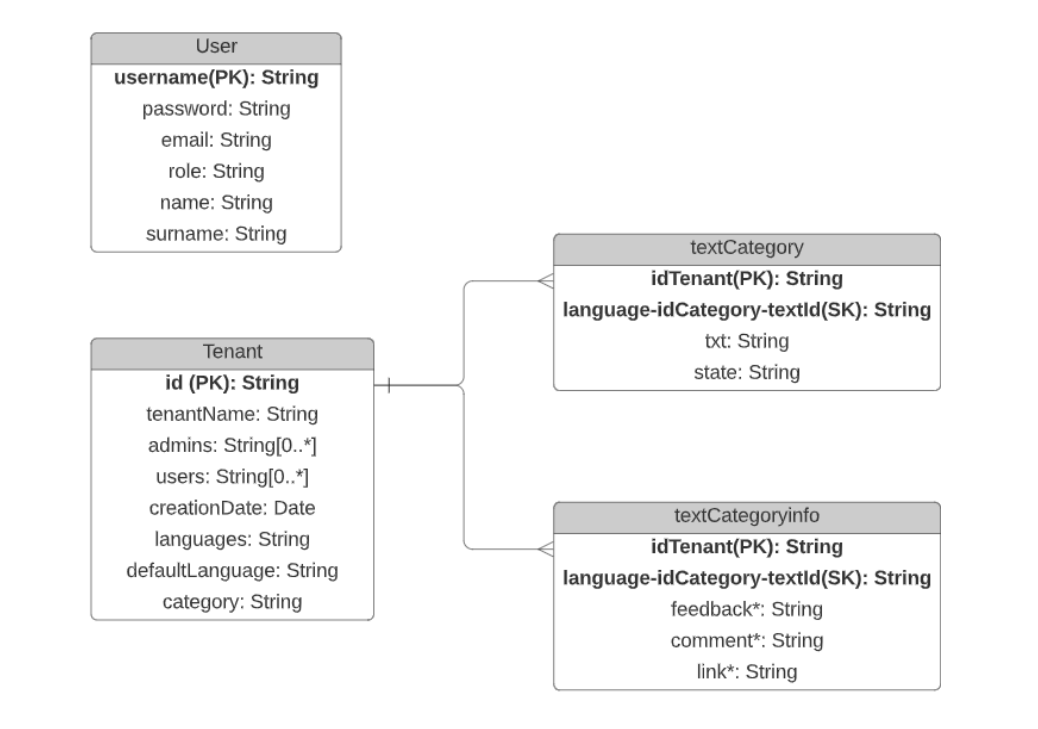 User
username(PK): String
password: String
email: String
role: String
name: String
surname: String
Tenant
id (PK): String
tenantName: String
admins: String[0..*]
users: String[0..*]
creationDate: Date
languages: String
defaultLanguage: String
category: String
textCategory
idTenant(PK): String
language-idCategory-textId(SK): String
txt: String
state: String
textCategoryinfo
idTenant(PK): String
language-idCategory-textId(SK): String
feedback*: String
comment*: String
link*: String